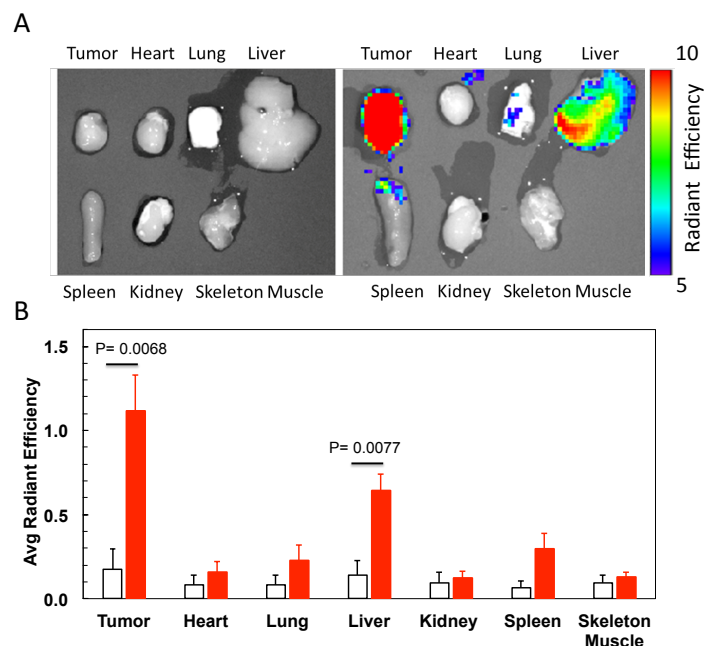 A
Tumor Heart Lung Liver
Tumor Heart Lung Liver
10
Radiant Efficiency
5
Spleen Kidney Skeleton Muscle
Spleen Kidney Skeleton Muscle
B
1.5
1.0
0.5
0.0
Avg Radiant Efficiency
P= 0.0068
P= 0.0077
Tumor Heart Lung Liver Kidney Spleen Skeleton
Muscle